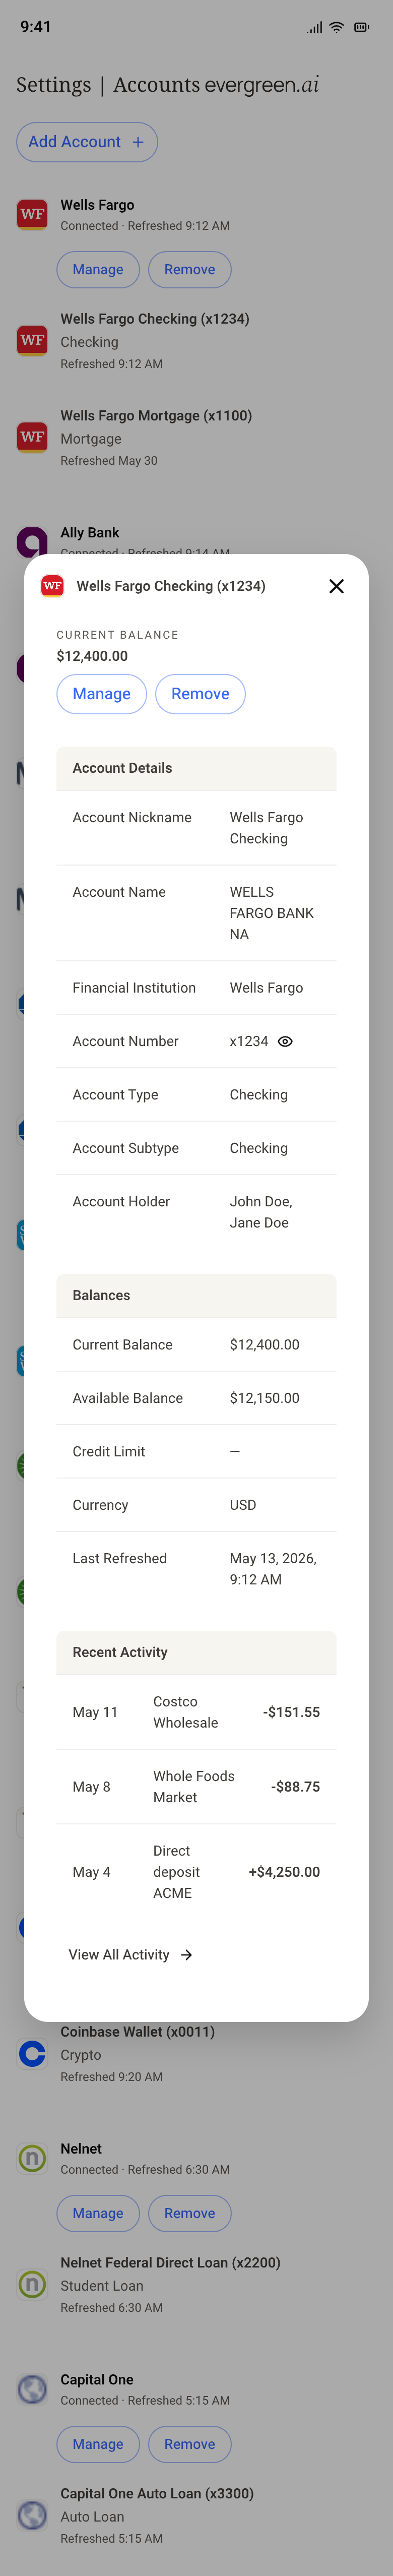 9:41
Settings | Accounts evergreen.ai
Add Account +
WF
Wells Fargo
Connected · Refreshed 9:12 AM
Manage
Remove
WF
Wells Fargo Checking (x1234)
Checking
Refreshed 9:12 AM
WF
Wells Fargo Mortgage (x1100)
Mortgage
Refreshed May 30
Ally Bank
Connected · Refreshed 9:14 AM
WF
Wells Fargo Checking (x1234)
CURRENT BALANCE
$12,400.00
Manage
Remove
Account Details
Account Nickname
Wells Fargo
Checking
Account Name
WELLS
FARGO BANK
NA
Financial Institution
Wells Fargo
Account Number
x1234
Account Type
Checking
Account Subtype
Checking
Account Holder
John Doe,
Jane Doe
Balances
Current Balance
$12,400.00
Available Balance
$12,150.00
Credit Limit
—
Currency
USD
Last Refreshed
May 13, 2026,
9:12 AM
Recent Activity
May 11
Costco
Wholesale
-$151.55
May 8
Whole Foods
Market
-$88.75
May 4
Direct
deposit
ACME
+$4,250.00
View All Activity →
Coinbase Wallet (x0011)
Crypto
Refreshed 9:20 AM
n
Nelnet
Connected · Refreshed 6:30 AM
Manage
Remove
n
Nelnet Federal Direct Loan (x2200)
Student Loan
Refreshed 6:30 AM
Capital One
Connected · Refreshed 5:15 AM
Manage
Remove
Capital One Auto Loan (x3300)
Auto Loan
Refreshed 5:15 AM